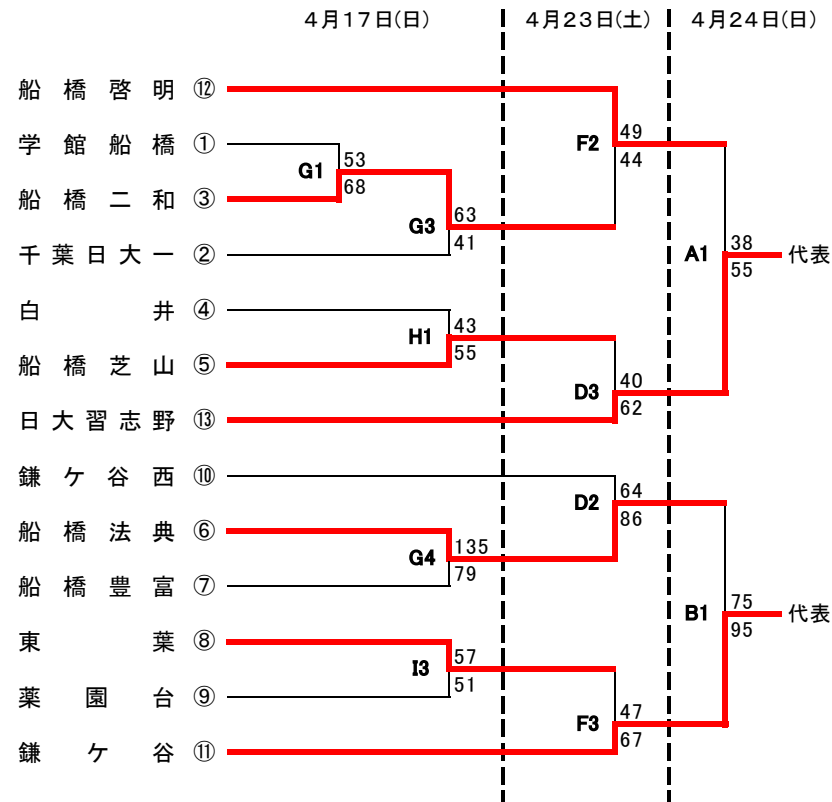 4月17日(日) 4月23日(土) 4月24日(日)
船橋啓明 ⑫
49
F2
44
学館船橋 ①
53
G1
68
船橋二和 ③
63
G3
41
千葉日大一 ②
38
A1 代表
55
白井 ④
43
H1
55
船橋芝山 ⑤
40
D3
62
日大習志野 ⑬
鎌ケ谷西 ⑩
64
D2
86
船橋法典 ⑥
135
G4
79
船橋豊富 ⑦
75
B1 代表
95
東葉 ⑧
57
I3
51
薬園台 ⑨
47
F3
67
鎌ケ谷 ⑪